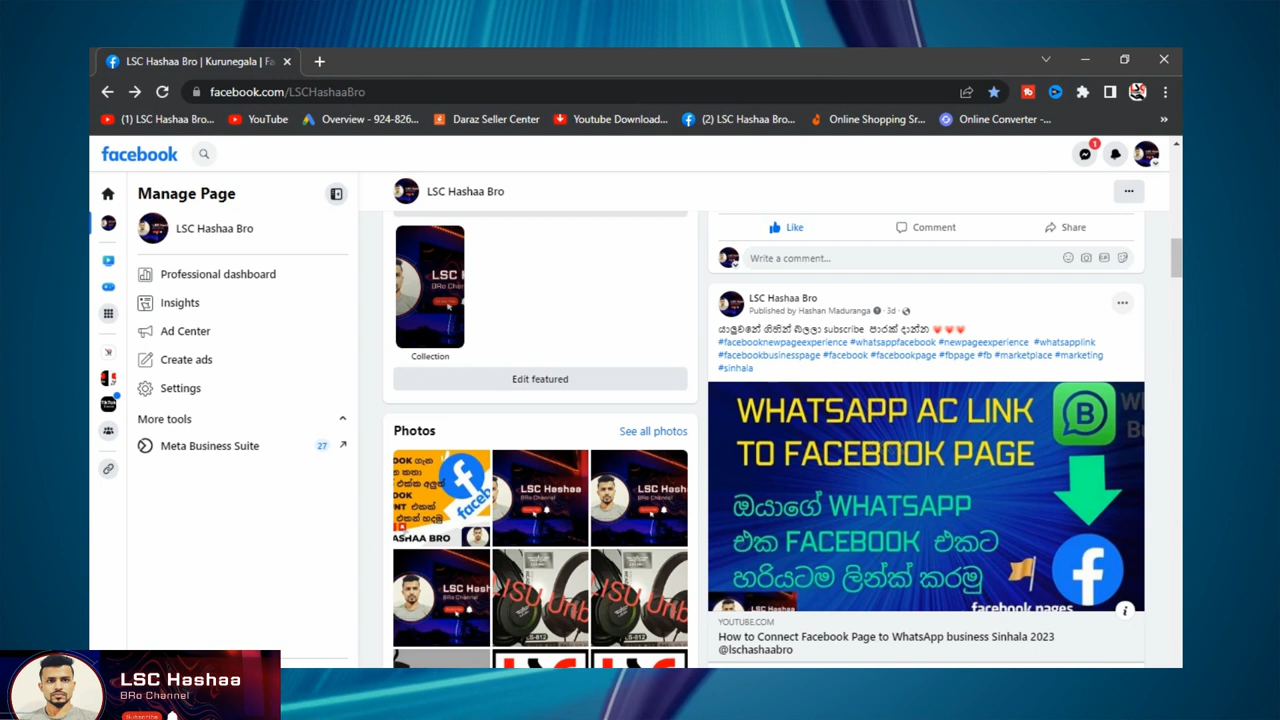 LSC Hashaa Bro | Kurunegala | Fa
facebook.com/LSCHashaaBro
(1) LSC Hashaa Bro...
YouTube
Overview - 924-826...
Daraz Seller Center
Youtube Download...
(2) LSC Hashaa Bro...
Online Shopping Sr...
Online Converter -...
facebook
1
Manage Page
LSC Hashaa Bro
Professional dashboard
Insights
Ad Center
Create ads
Settings
More tools
Meta Business Suite
27
LSC Hashaa Bro
Collection
Edit featured
Photos
See all photos
Like
Comment
Share
Write a comment...
LSC Hashaa Bro
Published by Hashan Maduranga · 3d ·
යාලුවනේ ගිහින් බලලා subscribe පාරක් දාන්න
#facebooknewpageexperience #whatsappfacebook #newpageexperience #whatsapplink
#facebookbusinesspage #facebook #facebookpage #fbpage #fb #marketplace #marketing
#sinhala
WHATSAPP AC LINK
TO FACEBOOK PAGE
ඔයාගේ WHATSAPP
එක FACEBOOK එකට
හරියටම ලින්ක් කරමු
facebook pages
YOUTUBE.COM
How to Connect Facebook Page to WhatsApp business Sinhala 2023
@lschashaabro
LSC Hashaa
BRo Channel
Subscribe